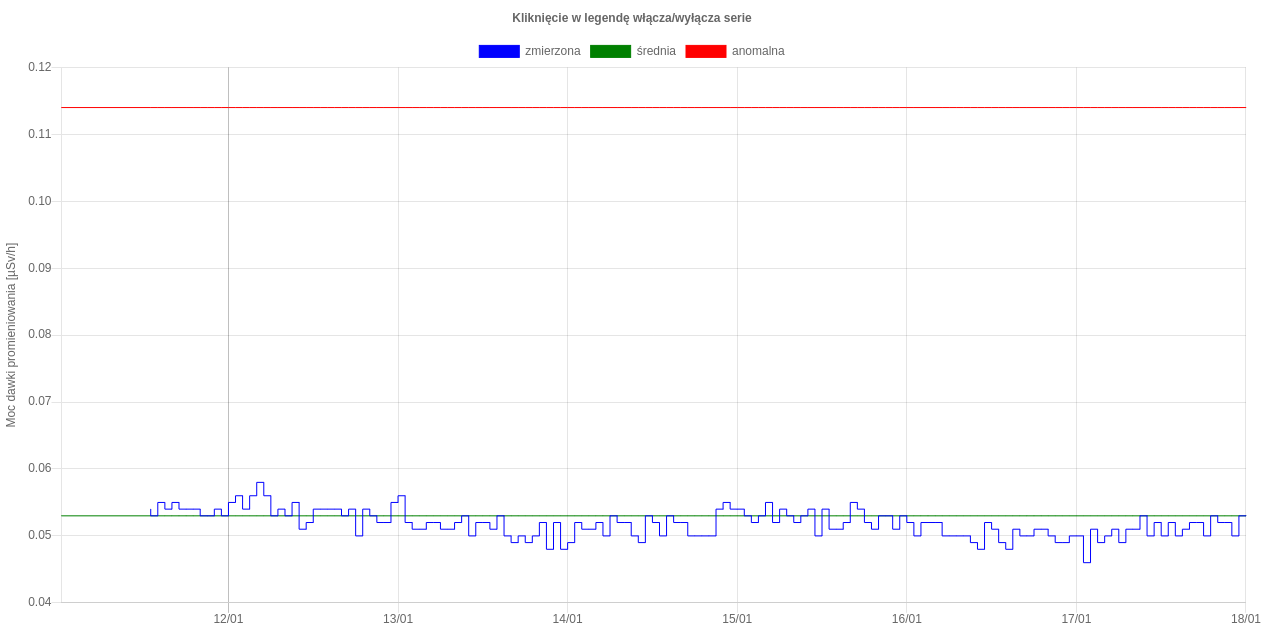 Kliknięcie w legendę włącza/wyłącza serie
zmierzona średnia anomalna
Moc dawki promieniowania [µSv/h]
0.12
0.11
0.10
0.09
0.08
0.07
0.06
0.05
0.04
12/01 13/01 14/01 15/01 16/01 17/01 18/01